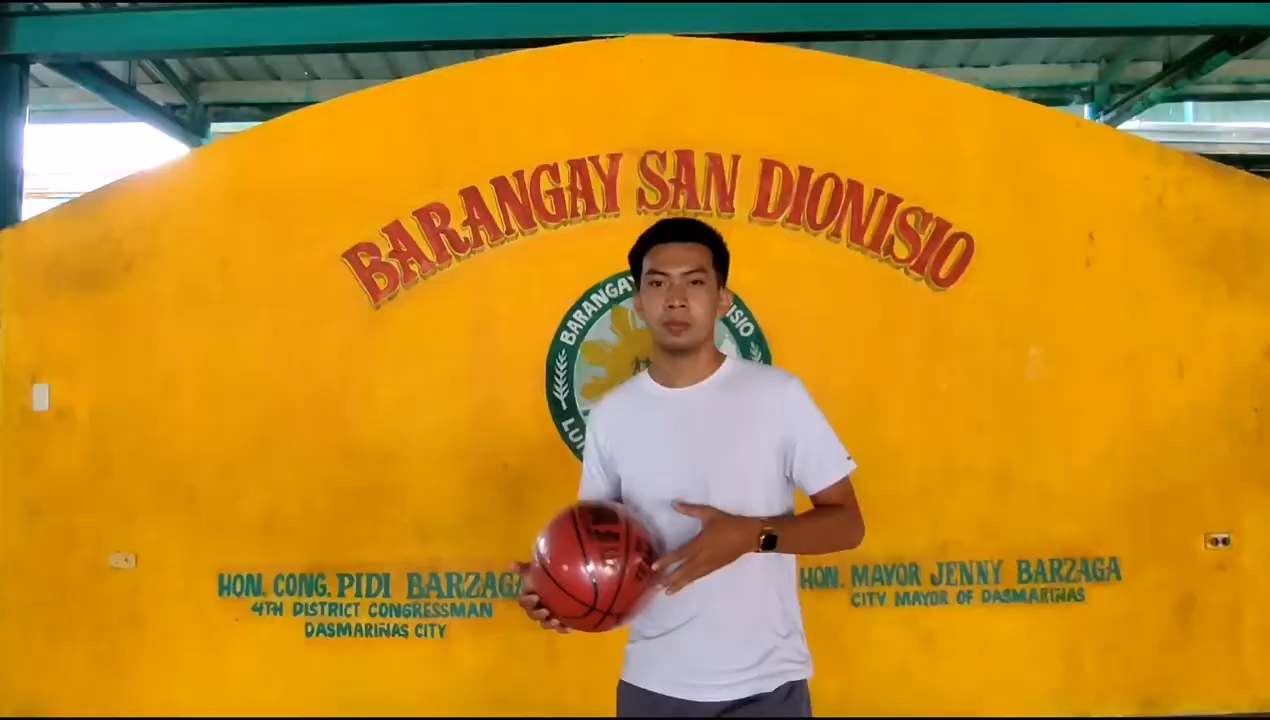 BARANGAY SAN DIONISIO
BARANGAY
HON. CONG. PIDI BARZAGA
4TH DISTRICT CONGRESSMAN
DASMARIÑAS CITY
HON. MAYOR JENNY BARZAGA
CITY MAYOR OF DASMARIÑAS